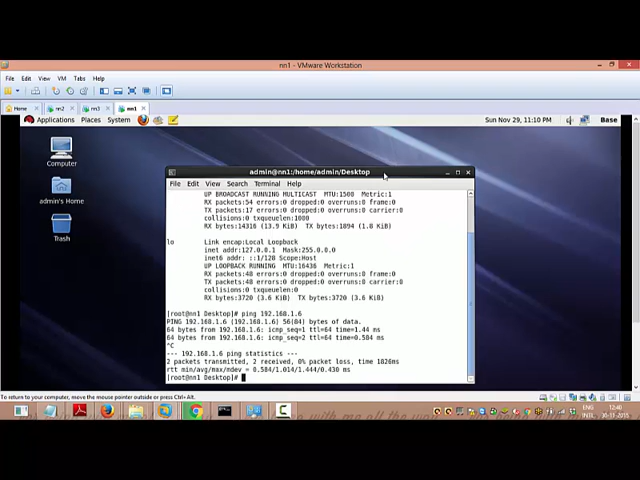 nn1 - VMware Workstation
File Edit View VM Tabs Help
Home nn2 nn3 nn1
Applications Places System Sun Nov 29, 11:10 PM Base
Computer
admin's Home
Trash
admin@nn1:/home/admin/Desktop
File Edit View Search Terminal Help
UP BROADCAST RUNNING MULTICAST MTU:1500 Metric:1
RX packets:54 errors:0 dropped:0 overruns:0 frame:0
TX packets:17 errors:0 dropped:0 overruns:0 carrier:0
collisions:0 txqueuelen:1000
RX bytes:14316 (13.9 KiB) TX bytes:1894 (1.8 KiB)
lo Link encap:Local Loopback
inet addr:127.0.0.1 Mask:255.0.0.0
inet6 addr: ::1/128 Scope:Host
UP LOOPBACK RUNNING MTU:16436 Metric:1
RX packets:48 errors:0 dropped:0 overruns:0 frame:0
TX packets:48 errors:0 dropped:0 overruns:0 carrier:0
collisions:0 txqueuelen:0
RX bytes:3720 (3.6 KiB) TX bytes:3720 (3.6 KiB)
[root@nn1 Desktop]# ping 192.168.1.6
PING 192.168.1.6 (192.168.1.6) 56(84) bytes of data.
64 bytes from 192.168.1.6: icmp_seq=1 ttl=64 time=1.44 ms
64 bytes from 192.168.1.6: icmp_seq=2 ttl=64 time=0.584 ms
^C
--- 192.168.1.6 ping statistics ---
2 packets transmitted, 2 received, 0% packet loss, time 1826ms
rtt min/avg/max/mdev = 0.584/1.014/1.444/0.430 ms
[root@nn1 Desktop]#
To return to your computer, move the mouse pointer outside or press Ctrl+Alt.
ENG 12:40
INTL 30-11-2015